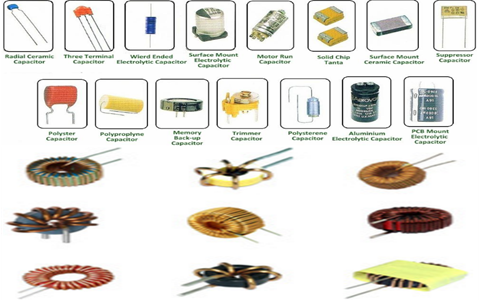 Radial Ceramic
Capacitor
Three Terminal
Capacitor
Wierd Ended
Electrolytic Capacitor
Surface Mount
Electrolytic
Capacitor
Motor Run
Capacitor
Solid Chip
Tanta
Surface Mount
Ceramic Capacitor
Suppressor
Capacitor
Polyster
Capacitor
Polypropylne
Capacitor
Memory
Back-up Capacitor
Trimmer
Capacitor
Polysterene
Capacitor
Aluminium
Electrolytic Capacitor
PCB Mount
Electrolytic
Capacitor